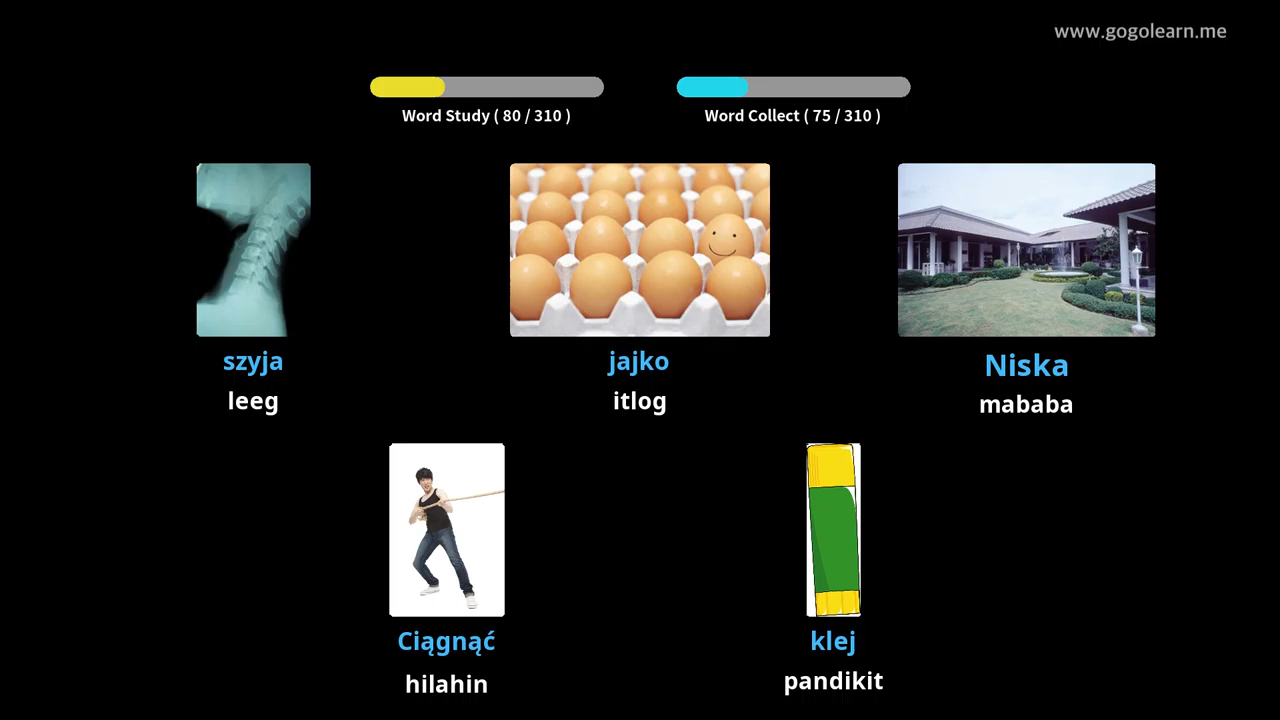 www.gogolearn.me
Word Study ( 80 / 310 )
Word Collect ( 75 / 310 )
szyja
leeg
jajko
itlog
Niska
mababa
Ciągnąć
hilahin
klej
pandikit